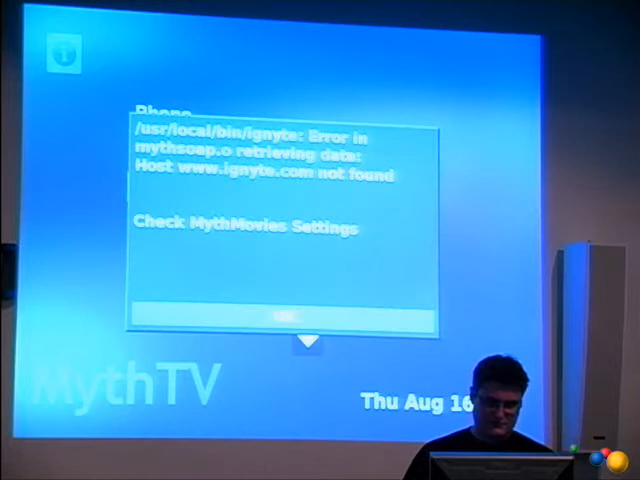 Phone
/usr/local/bin/ignyte: Error in
mythsoap.o retrieving data:
Host www.ignyte.com not found
Check MythMovies Settings
OK
MythTV
Thu Aug 16